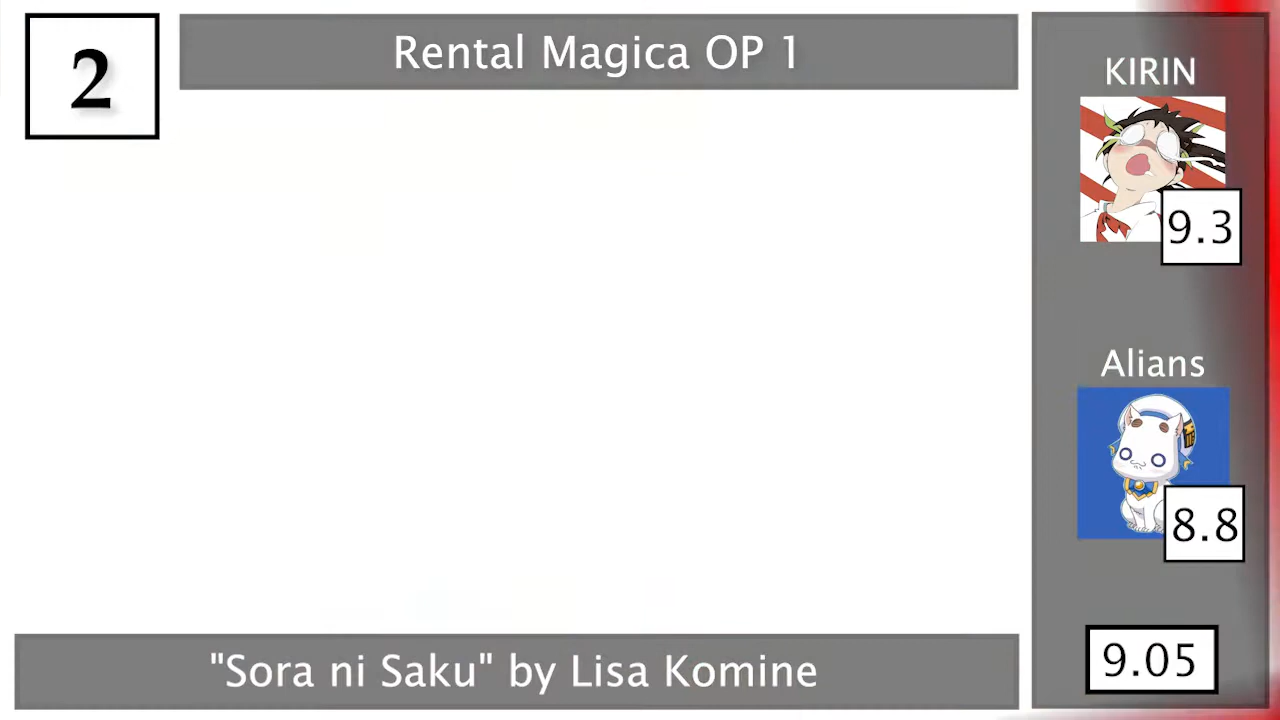 2
Rental Magica OP 1
KIRIN
9.3
Alians
8.8
9.05
"Sora ni Saku" by Lisa Komine